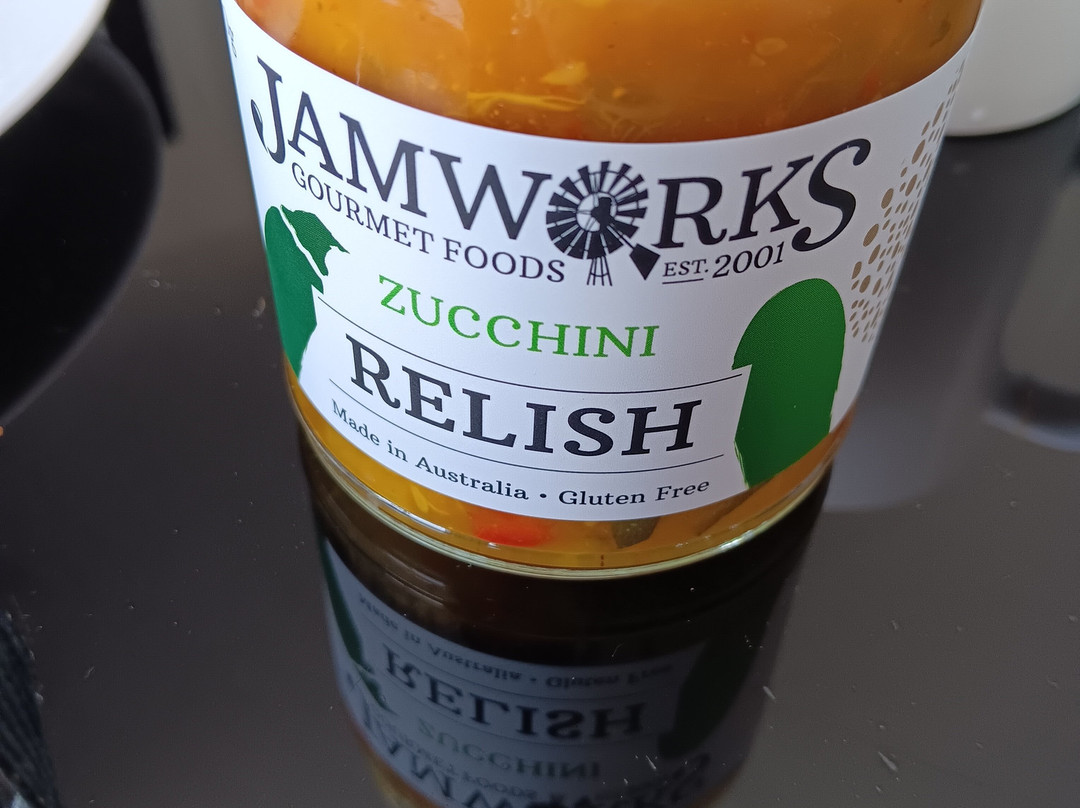 JAMWORKS
GOURMET FOODS
EST. 2001
ZUCCHINI
RELISH
Made in Australia • Gluten Free